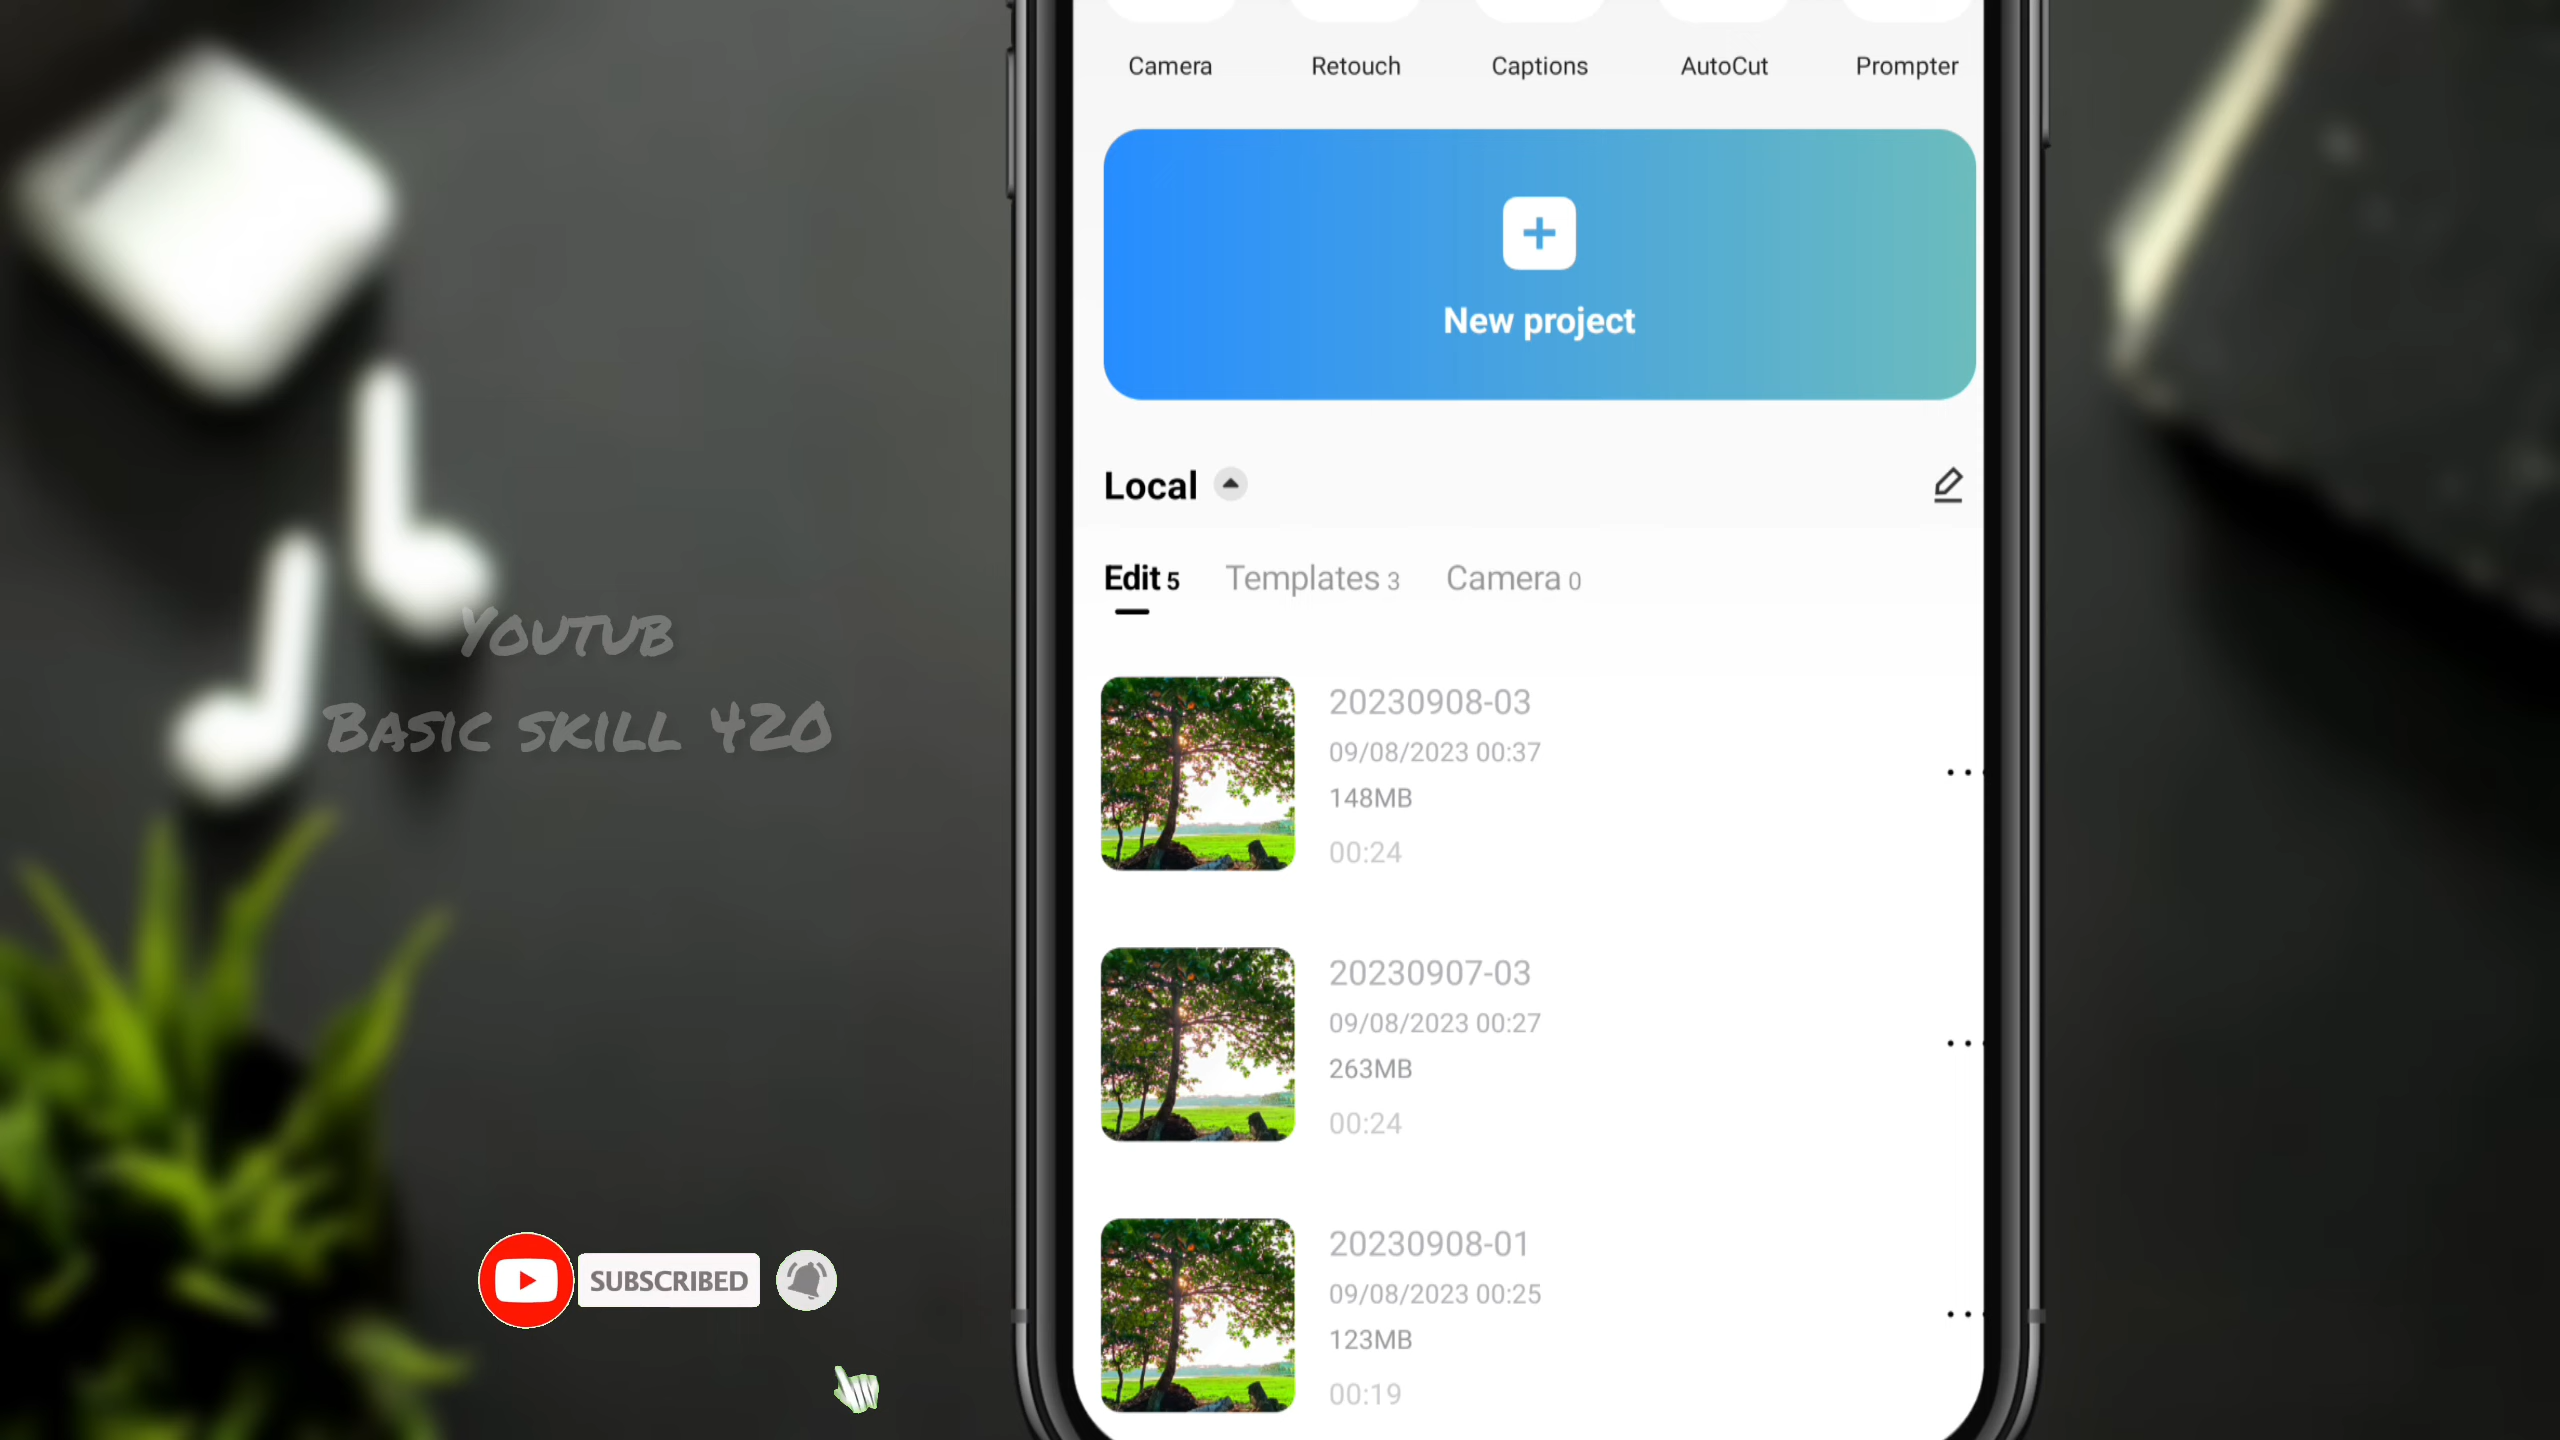 Camera Retouch Captions AutoCut Prompter
New project
Local
Edit 5 Templates 3 Camera 0
20230908-03
09/08/2023 00:37
148MB
00:24
20230907-03
09/08/2023 00:27
263MB
00:24
20230908-01
09/08/2023 00:25
123MB
00:19
Youtub
Basic skill 420
SUBSCRIBED